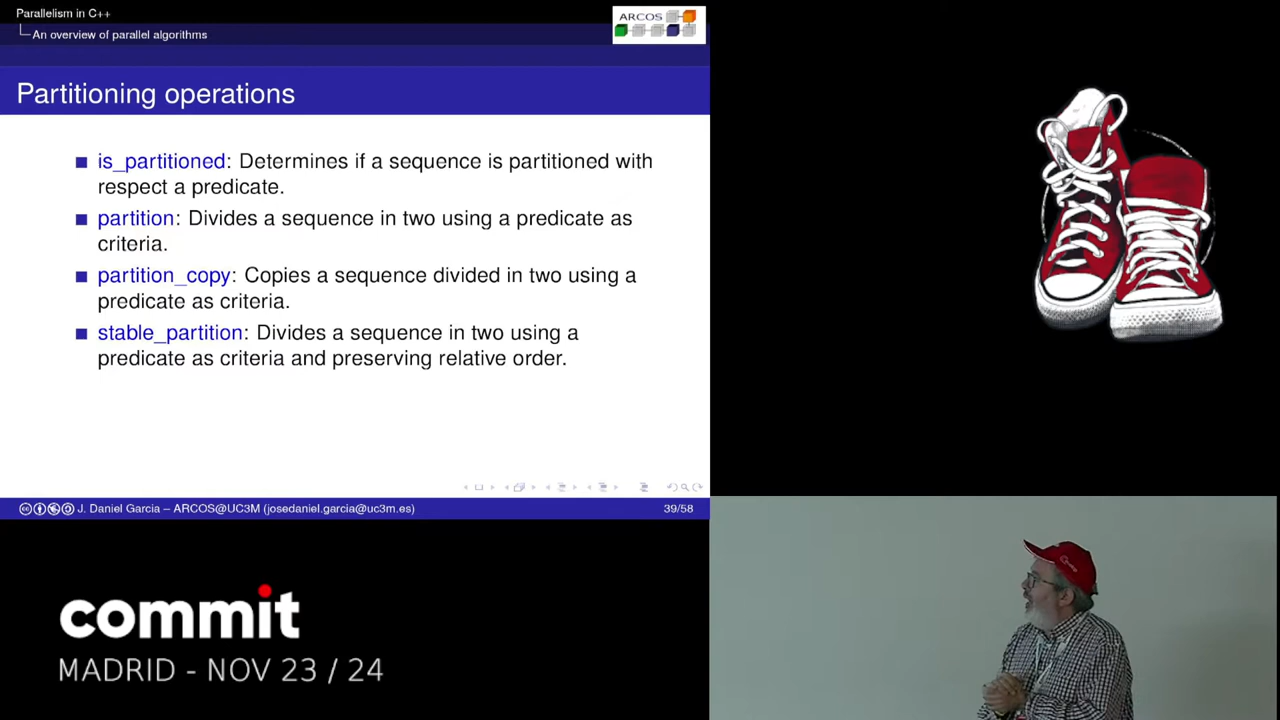 Parallelism in C++
An overview of parallel algorithms
ARCOS
Partitioning operations
is_partitioned: Determines if a sequence is partitioned with
respect a predicate.
partition: Divides a sequence in two using a predicate as
criteria.
partition_copy: Copies a sequence divided in two using a
predicate as criteria.
stable_partition: Divides a sequence in two using a
predicate as criteria and preserving relative order.
J. Daniel Garcia – ARCOS@UC3M (josedaniel.garcia@uc3m.es)
39/58
commit
MADRID - NOV 23 / 24